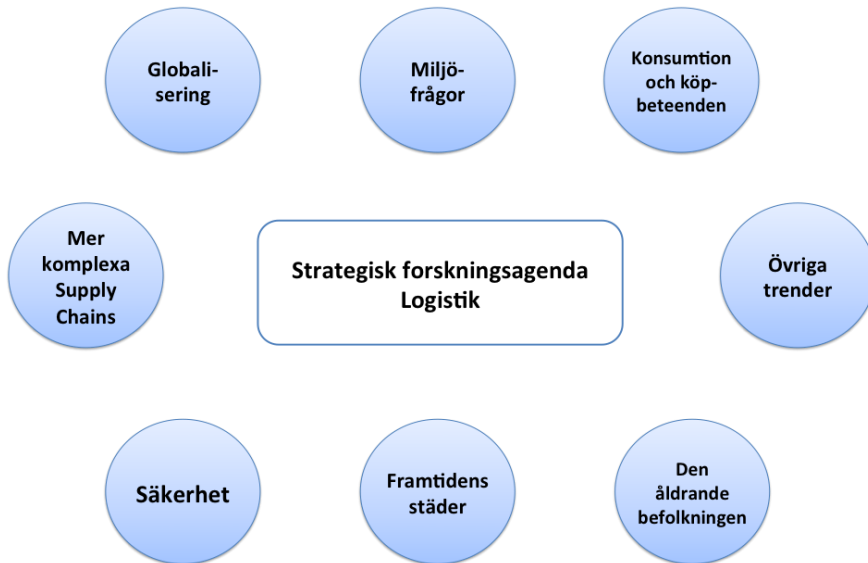 Globali-
sering
Miljö-
frågor
Konsumtion
och köp-
beteenden
Mer
komplexa
Supply
Chains
Strategisk forskningsagenda
Logistik
Övriga
trender
Säkerhet
Framtidens
städer
Den
åldrande
befolkningen